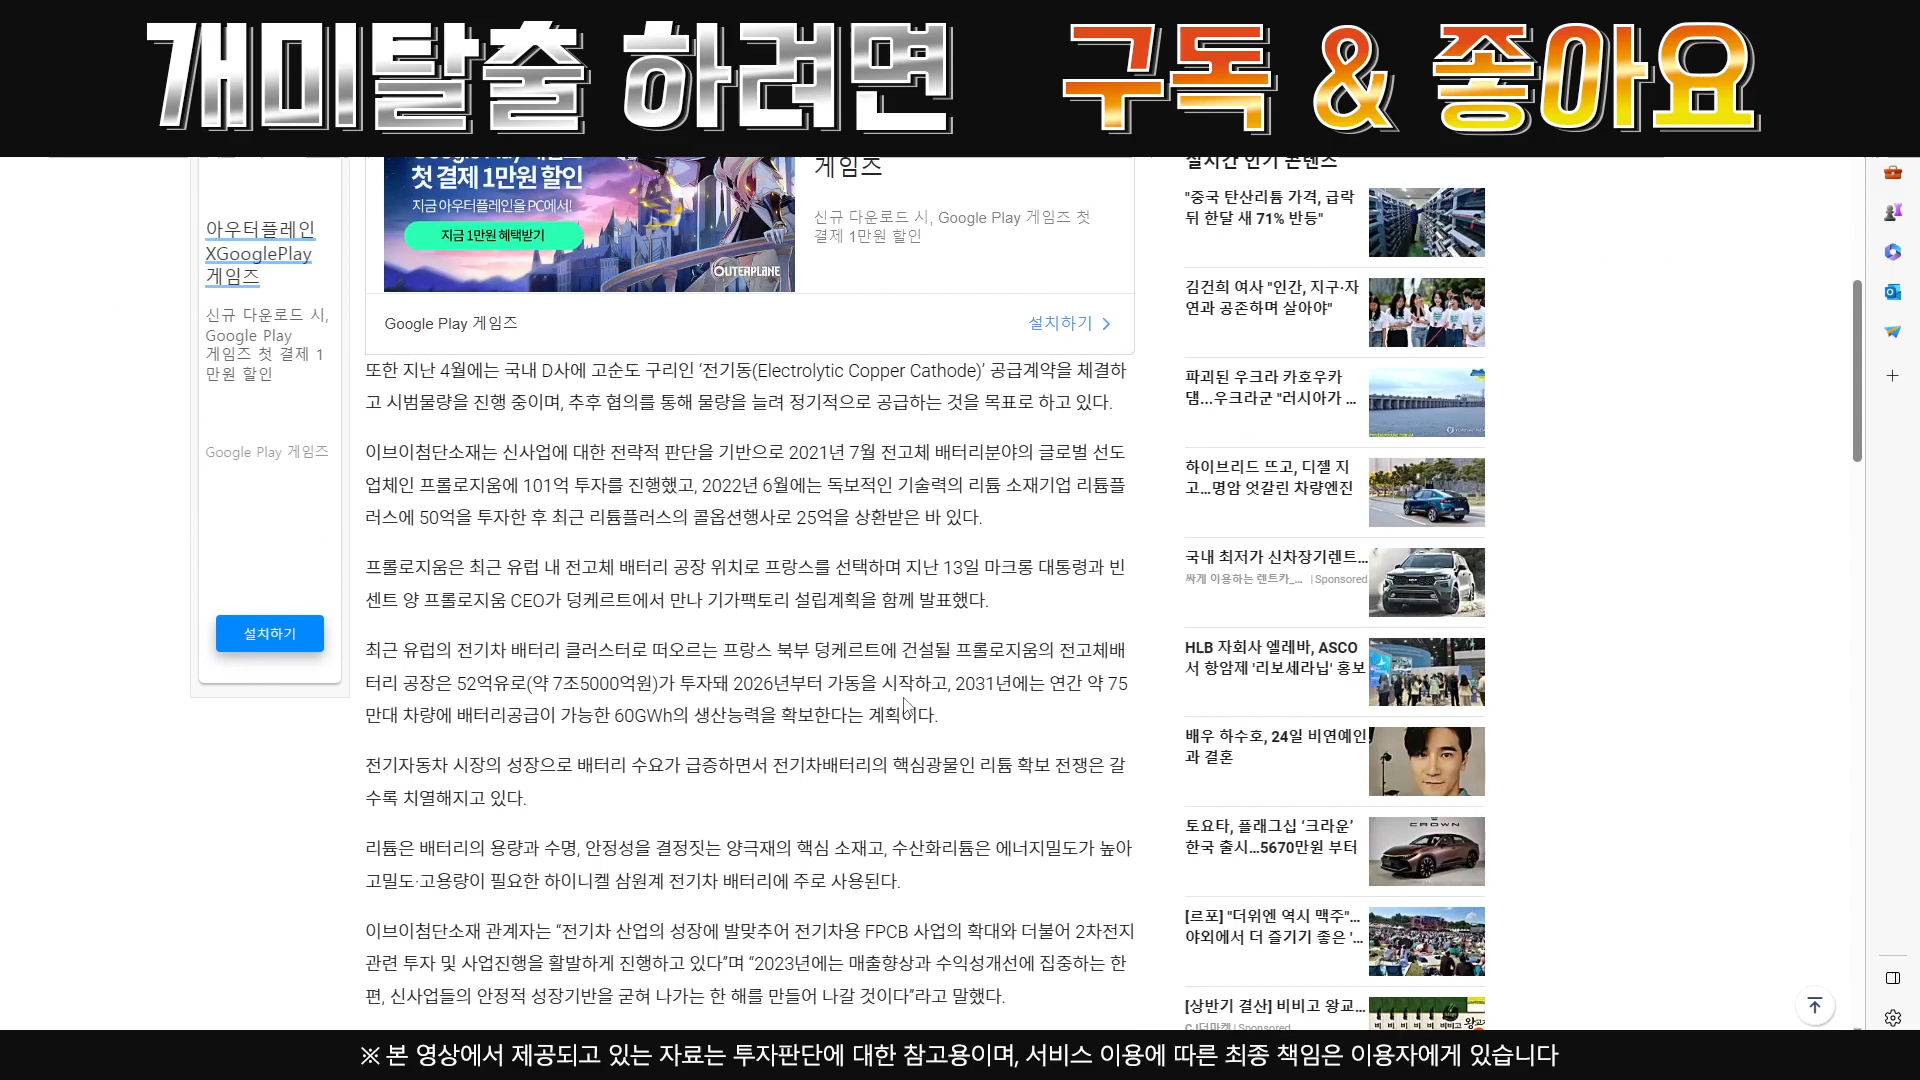 개미탈출 하려면 구독 & 좋아요
첫 결제 1만원 할인
지금 아우터플레인을 PC에서!
지금 1만원 혜택받기
OUTERPLANE
게임즈
신규 다운로드 시, Google Play 게임즈 첫
결제 1만원 할인
Google Play 게임즈
설치하기
아우터플레인
XGooglePlay
게임즈
신규 다운로드 시,
Google Play
게임즈 첫 결제 1
만원 할인
Google Play 게임즈
설치하기
또한 지난 4월에는 국내 D사에 고순도 구리인 ‘전기동(Electrolytic Copper Cathode)’ 공급계약을 체결하
고 시범물량을 진행 중이며, 추후 협의를 통해 물량을 늘려 정기적으로 공급하는 것을 목표로 하고 있다.
이브이첨단소재는 신사업에 대한 전략적 판단을 기반으로 2021년 7월 전고체 배터리분야의 글로벌 선도
업체인 프롤로지움에 101억 투자를 진행했고, 2022년 6월에는 독보적인 기술력의 리튬 소재기업 리튬플
러스에 50억을 투자한 후 최근 리튬플러스의 콜옵션행사로 25억을 상환받은 바 있다.
프롤로지움은 최근 유럽 내 전고체 배터리 공장 위치로 프랑스를 선택하며 지난 13일 마크롱 대통령과 빈
센트 양 프롤로지움 CEO가 덩케르트에서 만나 기가팩토리 설립계획을 함께 발표했다.
최근 유럽의 전기차 배터리 클러스터로 떠오르는 프랑스 북부 덩케르트에 건설될 프롤로지움의 전고체배
터리 공장은 52억유로(약 7조5000억원)가 투자돼 2026년부터 가동을 시작하고, 2031년에는 연간 약 75
만대 차량에 배터리공급이 가능한 60GWh의 생산능력을 확보한다는 계획이다.
전기자동차 시장의 성장으로 배터리 수요가 급증하면서 전기차배터리의 핵심광물인 리튬 확보 전쟁은 갈
수록 치열해지고 있다.
리튬은 배터리의 용량과 수명, 안정성을 결정짓는 양극재의 핵심 소재고, 수산화리튬은 에너지밀도가 높아
고밀도·고용량이 필요한 하이니켈 삼원계 전기차 배터리에 주로 사용된다.
이브이첨단소재 관계자는 “전기차 산업의 성장에 발맞추어 전기차용 FPCB 사업의 확대와 더불어 2차전지
관련 투자 및 사업진행을 활발하게 진행하고 있다”며 “2023년에는 매출향상과 수익성개선에 집중하는 한
편, 신사업들의 안정적 성장기반을 굳혀 나가는 한 해를 만들어 나갈 것이다”라고 말했다.
실시간 인기 콘텐츠
"중국 탄산리튬 가격, 급락
뒤 한달 새 71% 반등"
김건희 여사 "인간, 지구·자
연과 공존하며 살아야"
파괴된 우크라 카호우카
댐...우크라군 "러시아가 ...
하이브리드 뜨고, 디젤 지
고...명암 엇갈린 차량엔진
국내 최저가 신차장기렌트...
싸게 이용하는 렌트카_... | Sponsored
HLB 자회사 엘레바, ASCO
서 항암제 '리보세라닙' 홍보
배우 하수호, 24일 비연예인
과 결혼
토요타, 플래그십 ‘크라운’
한국 출시...5670만원 부터
CROWN
[르포] "더위엔 역시 맥주"...
야외에서 더 즐기기 좋은 '...
[상반기 결산] 비비고 왕교...
CJ더마켓 | Sponsored
※ 본 영상에서 제공되고 있는 자료는 투자판단에 대한 참고용이며, 서비스 이용에 따른 최종 책임은 이용자에게 있습니다